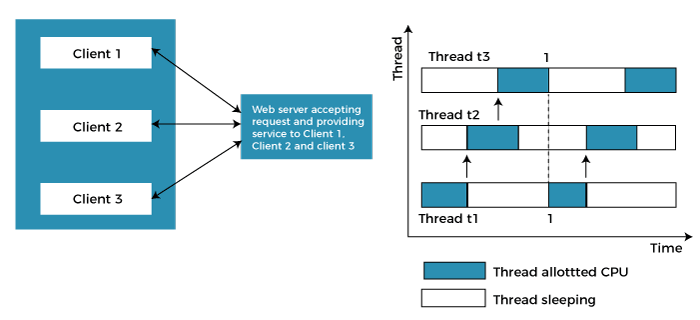 Client 1
Client 2
Client 3
Web server accepting
request and providing
service to Client 1,
Client 2 and client 3
Thread
Thread t3
1
Thread t2
Thread t1
1
Time
Thread allottted CPU
Thread sleeping